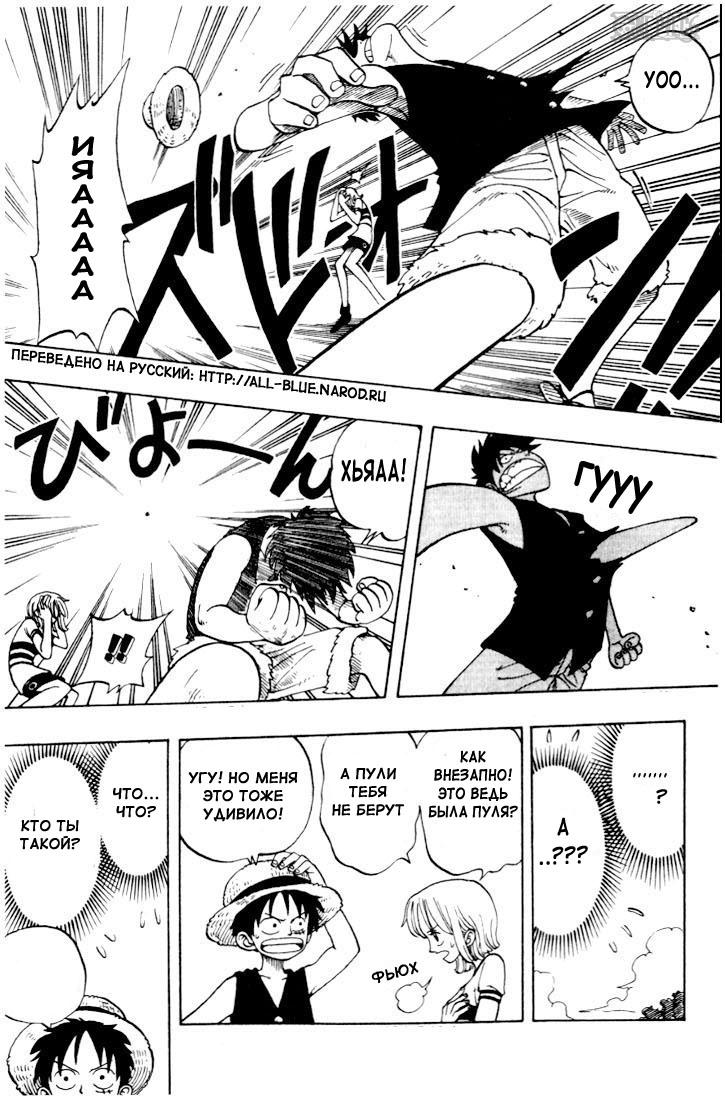 УОО...
ズドォォ!!!
ИЯААААА
ПЕРЕВЕДЕНО НА РУССКИЙ: HTTP://ALL-BLUE.NAROD.RU
ГУУУ
びよーん
ХЬЯАА!
!!
.......
?
А
..???
КАК
ВНЕЗАПНО!
ЭТО ВЕДЬ
БЫЛА ПУЛЯ?
А ПУЛИ
ТЕБЯ
НЕ БЕРУТ
УГУ! НО МЕНЯ
ЭТО ТОЖЕ
УДИВИЛО!
ФЬЮХ
ЧТО...
ЧТО?
КТО ТЫ
ТАКОЙ?